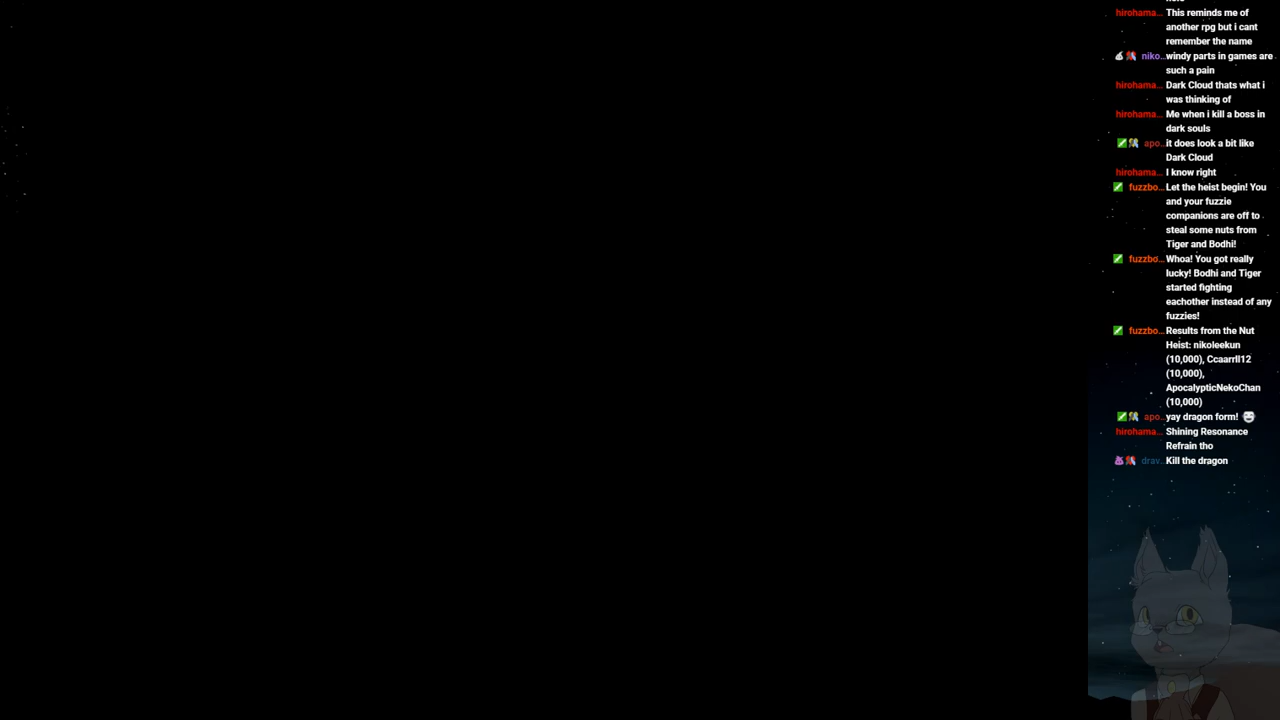 hirohama... This reminds me of
another rpg but i cant
remember the name
niko... windy parts in games are
such a pain
hirohama... Dark Cloud thats what i
was thinking of
hirohama... Me when i kill a boss in
dark souls
apo... it does look a bit like
Dark Cloud
hirohama... I know right
fuzzbo... Let the heist begin! You
and your fuzzie
companions are off to
steal some nuts from
Tiger and Bodhi!
fuzzbo... Whoa! You got really
lucky! Bodhi and Tiger
started fighting
eachother instead of any
fuzzies!
fuzzbo... Results from the Nut
Heist: nikoleekun
(10,000), Ccaarrll12
(10,000),
ApocalypticNekoChan
(10,000)
apo... yay dragon form!
hirohama... Shining Resonance
Refrain tho
drav... Kill the dragon